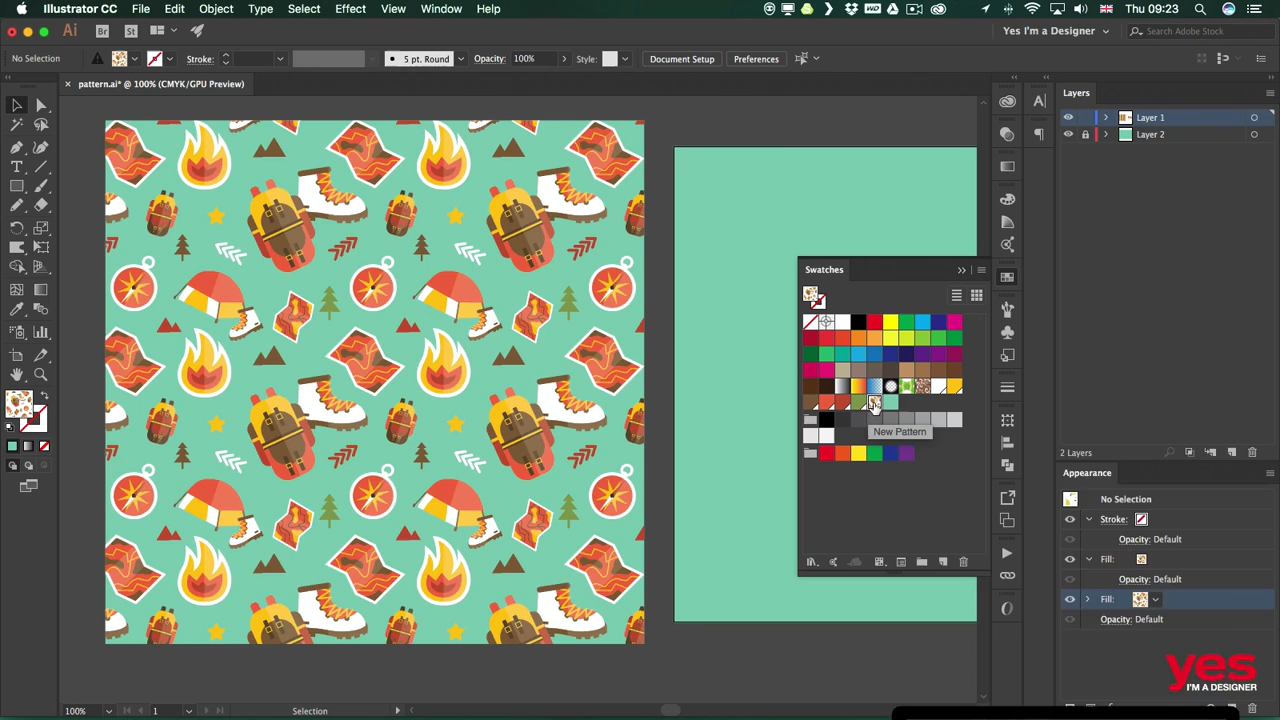 Illustrator CC File Edit Object Type Select Effect View Window Help
Thu 09:23
Ai Br St
Yes I'm a Designer
Search Adobe Stock
No Selection
Stroke:
5 pt. Round
Opacity: 100%
Style:
Document Setup
Preferences
× pattern.ai* @ 100% (CMYK/GPU Preview)
Layers
Layer 1
Layer 2
Swatches
New Pattern
2 Layers
Appearance
No Selection
Stroke:
Opacity: Default
Fill:
Opacity: Default
Fill:
Opacity: Default
yes
I'M A DESIGNER
100%
1
Selection